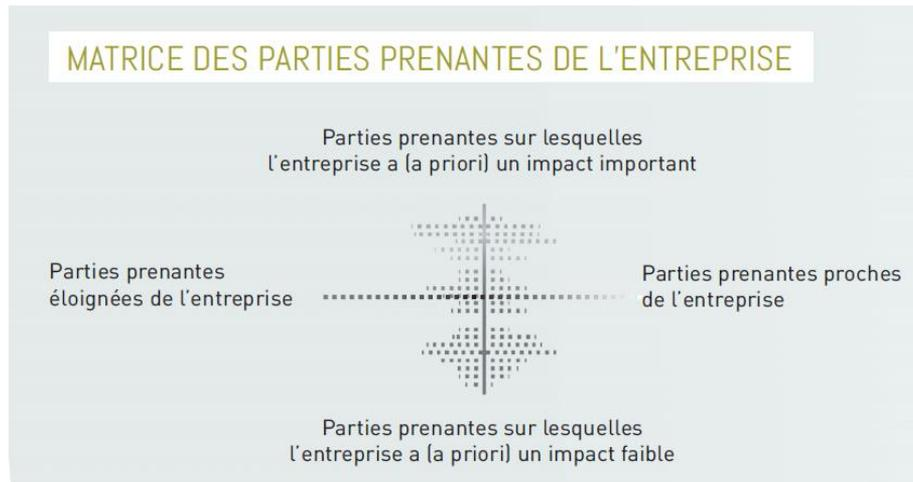 MATRICE DES PARTIES PRENANTES DE L'ENTREPRISE
Parties prenantes sur lesquelles
l'entreprise a (a priori) un impact important
Parties prenantes
éloignées de l'entreprise
Parties prenantes proches
de l'entreprise
Parties prenantes sur lesquelles
l'entreprise a (a priori) un impact faible